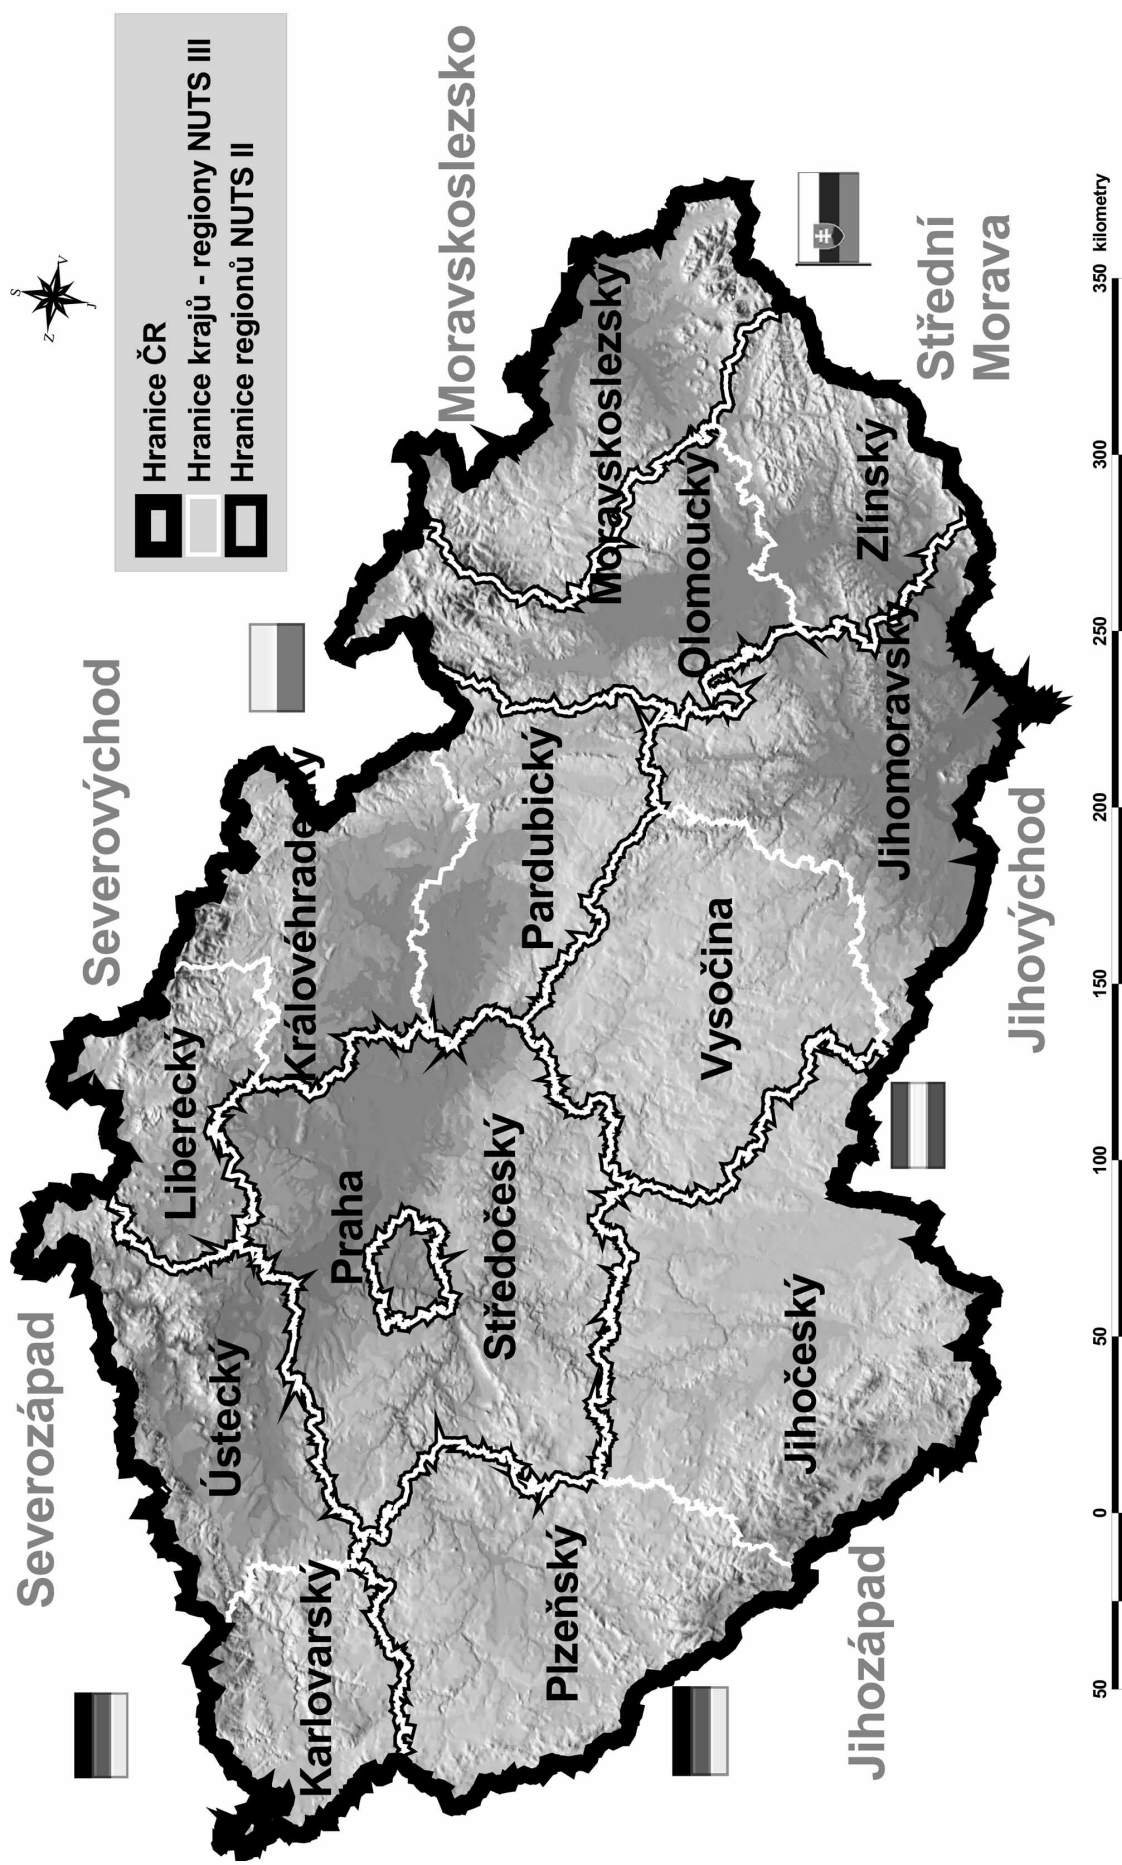 S
Z
V
J
Hranice ČR
Hranice krajů - regiony NUTS III
Hranice regionů NUTS II
Severozápad
Severovýchod
Moravskoslezsko
Liberecký
Ústecký
Karlovarský
Královéhrade
ký
Praha
Středočeský
Pardubický
Plzeňský
Moravskoslezský
Olomoucký
Vysočina
Jihočeský
Zlínský
Jihomoravský
Jihozápad
Jihovýchod
Střední
Morava
50 0 50 100 150 200 250 300 350 kilometry